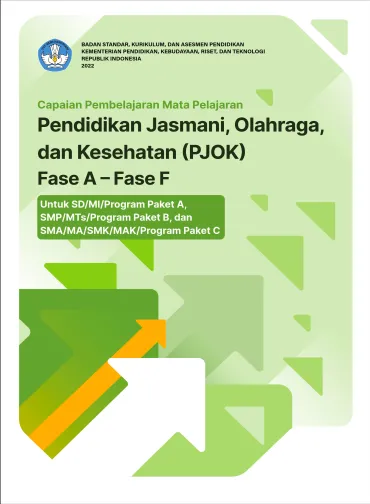 BADAN STANDAR, KURIKULUM, DAN ASESMEN PENDIDIKAN
KEMENTERIAN PENDIDIKAN, KEBUDAYAAN, RISET, DAN TEKNOLOGI
REPUBLIK INDONESIA
2022
Capaian Pembelajaran Mata Pelajaran
Pendidikan Jasmani, Olahraga,
dan Kesehatan (PJOK)
Fase A – Fase F
Untuk SD/MI/Program Paket A,
SMP/MTs/Program Paket B, dan
SMA/MA/SMK/MAK/Program Paket C